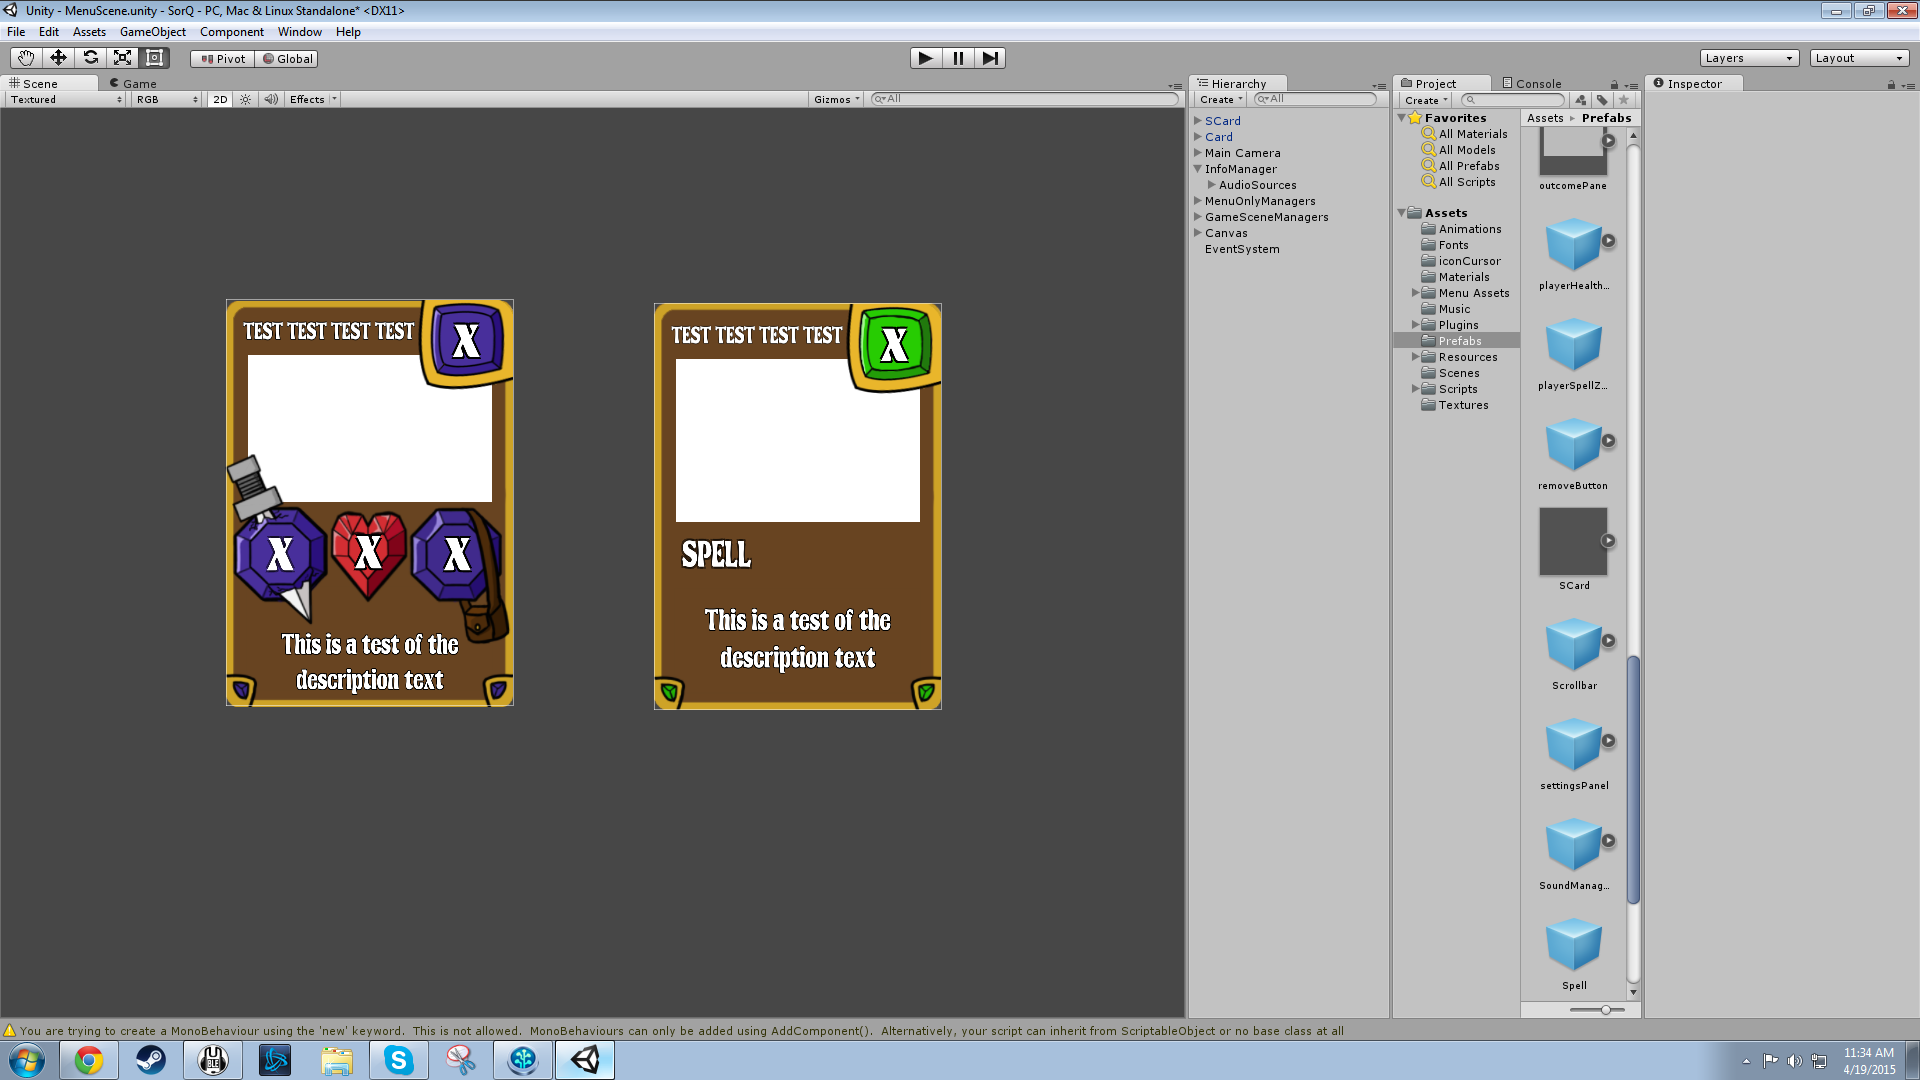 Unity - MenuScene.unity - SorQ - PC, Mac & Linux Standalone* <DX11>
File Edit Assets GameObject Component Window Help
Pivot Global
Layers Layout
Scene Game
Textured RGB 2D Effects Gizmos All
TEST TEST TEST TEST
X
X X X
This is a test of the
description text
TEST TEST TEST TEST
X
SPELL
This is a test of the
description text
Hierarchy
Create All
SCard
Card
Main Camera
InfoManager
AudioSources
MenuOnlyManagers
GameSceneManagers
Canvas
EventSystem
Project Console
Create
Favorites
All Materials
All Models
All Prefabs
All Scripts
Assets
Animations
Fonts
iconCursor
Materials
Menu Assets
Music
Plugins
Prefabs
Resources
Scenes
Scripts
Textures
Assets Prefabs
outcomePane
playerHealth...
playerSpellZ...
removeButton
SCard
Scrollbar
settingsPanel
SoundManag...
Spell
Inspector
You are trying to create a MonoBehaviour using the 'new' keyword. This is not allowed. MonoBehaviours can only be added using AddComponent(). Alternatively, your script can inherit from ScriptableObject or no base class at all
11:34 AM
4/19/2015